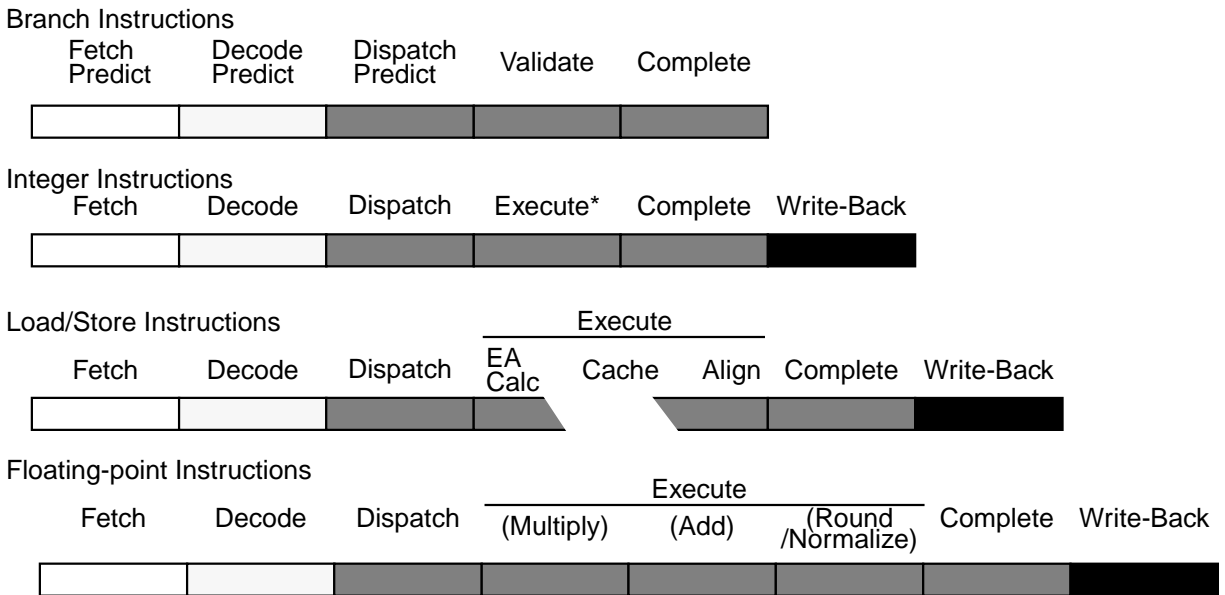 Branch Instructions
Fetch Decode Dispatch Validate Complete
Predict Predict Predict
Integer Instructions
Fetch Decode Dispatch Execute* Complete Write-Back
Load/Store Instructions Execute
Fetch Decode Dispatch EA Cache Align Complete Write-Back
Calc
Floating-point Instructions
Execute
Fetch Decode Dispatch (Multiply) (Add) (Round Complete Write-Back
/Normalize)